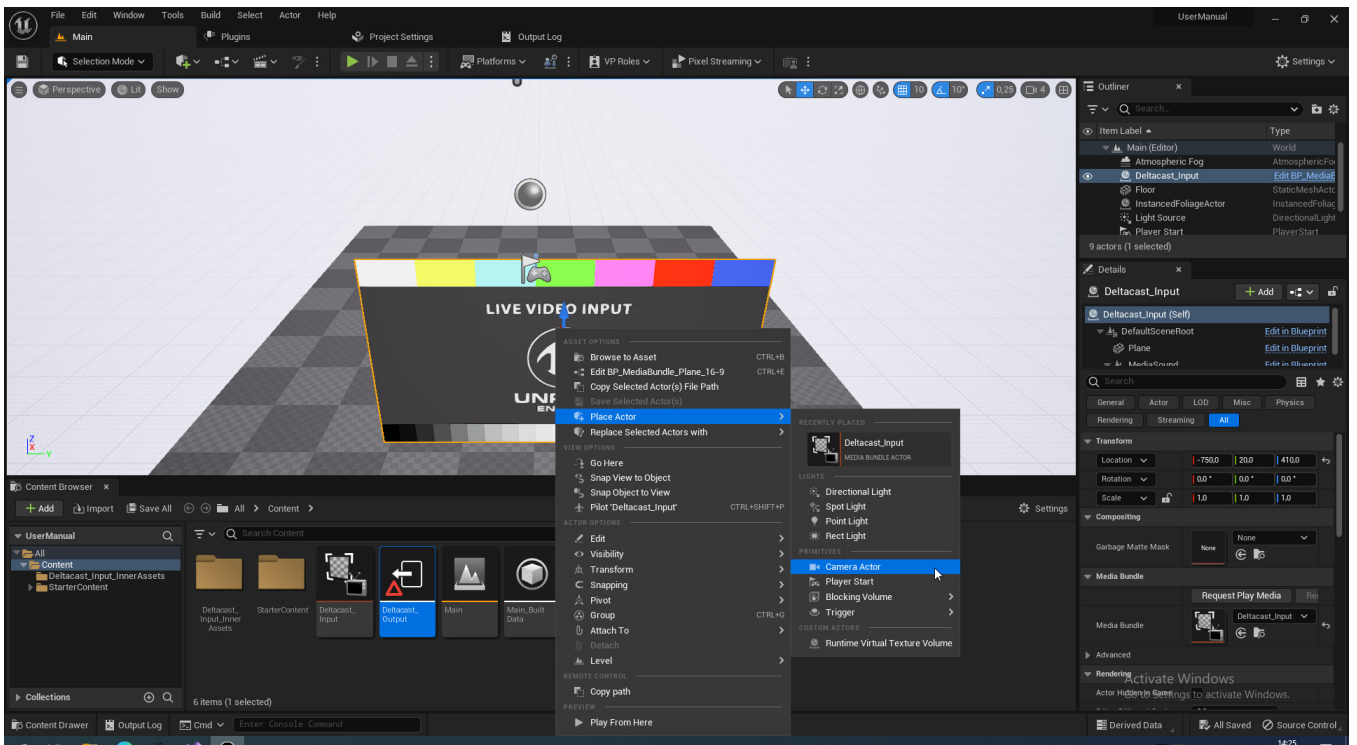 File Edit Window Tools Build Select Actor Help
UserManual
Main
Plugins
Project Settings
Output Log
Selection Mode
Platforms
VP Roles
Pixel Streaming
Settings
Perspective
Lit
Show
10
10°
0,25
4
LIVE VIDEO INPUT
Outliner
Search...
Item Label
Type
Main (Editor) World
Atmospheric Fog AtmosphericFo
Deltacast_Input Edit BP_MediaB
Floor StaticMeshActo
InstancedFoliageActor InstancedFoliag
Light Source DirectionalLight
Player Start PlayerStart
9 actors (1 selected)
Details
Deltacast_Input
Add
Deltacast_Input (Self)
DefaultSceneRoot Edit in Blueprint
Plane Edit in Blueprint
MediaSound Edit in Blueprint
Search
General Actor LOD Misc Physics
Rendering Streaming All
Transform
Location -750,0 20,0 410,0
Rotation 0,0 ° 0,0 ° 0,0 °
Scale 1,0 1,0 1,0
Compositing
Garbage Matte Mask None None
Media Bundle
Request Play Media
Media Bundle Deltacast_Input
Advanced
Rendering
Actor Hidden In Game
Activate Windows
Go to Settings to activate Windows.
ASSET OPTIONS
Browse to Asset CTRL+B
Edit BP_MediaBundle_Plane_16-9 CTRL+E
Copy Selected Actor(s) File Path
Save Selected Actor(s)
Place Actor
Replace Selected Actors with
VIEW OPTIONS
Go Here
Snap View to Object
Snap Object to View
Pilot 'Deltacast_Input' CTRL+SHIFT+P
ACTOR OPTIONS
Edit
Visibility
Transform
Snapping
Pivot
Group CTRL+G
Attach To
Detach
Level
REMOTE CONTROL
Copy path
PREVIEW
Play From Here
RECENTLY PLACED
Deltacast_Input
MEDIA BUNDLE ACTOR
LIGHTS
Directional Light
Spot Light
Point Light
Rect Light
PRIMITIVES
Camera Actor
Player Start
Blocking Volume
Trigger
CUSTOM ACTORS
Runtime Virtual Texture Volume
Z
X
Y
Content Browser
Add Import Save All All Content
Settings
UserManual
Search Content
All
Content
Deltacast_Input_InnerAssets
StarterContent
Deltacast_
Input_Inner
Assets
StarterContent
Deltacast_
Input
Deltacast_
Output
Main
Main_Built
Data
Collections
6 items (1 selected)
Content Drawer Output Log Cmd Enter Console Command
Derived Data All Saved Source Control
14:25